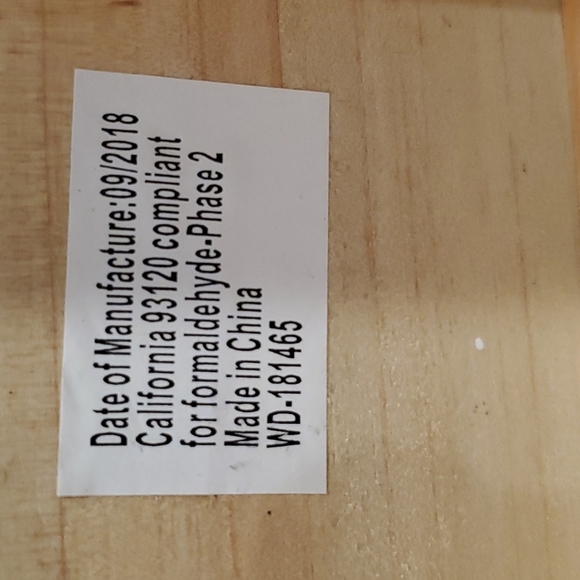 Date of Manufacture:09/2018
California 93120 compliant
for formaldehyde-Phase 2
Made in China
WD-181465